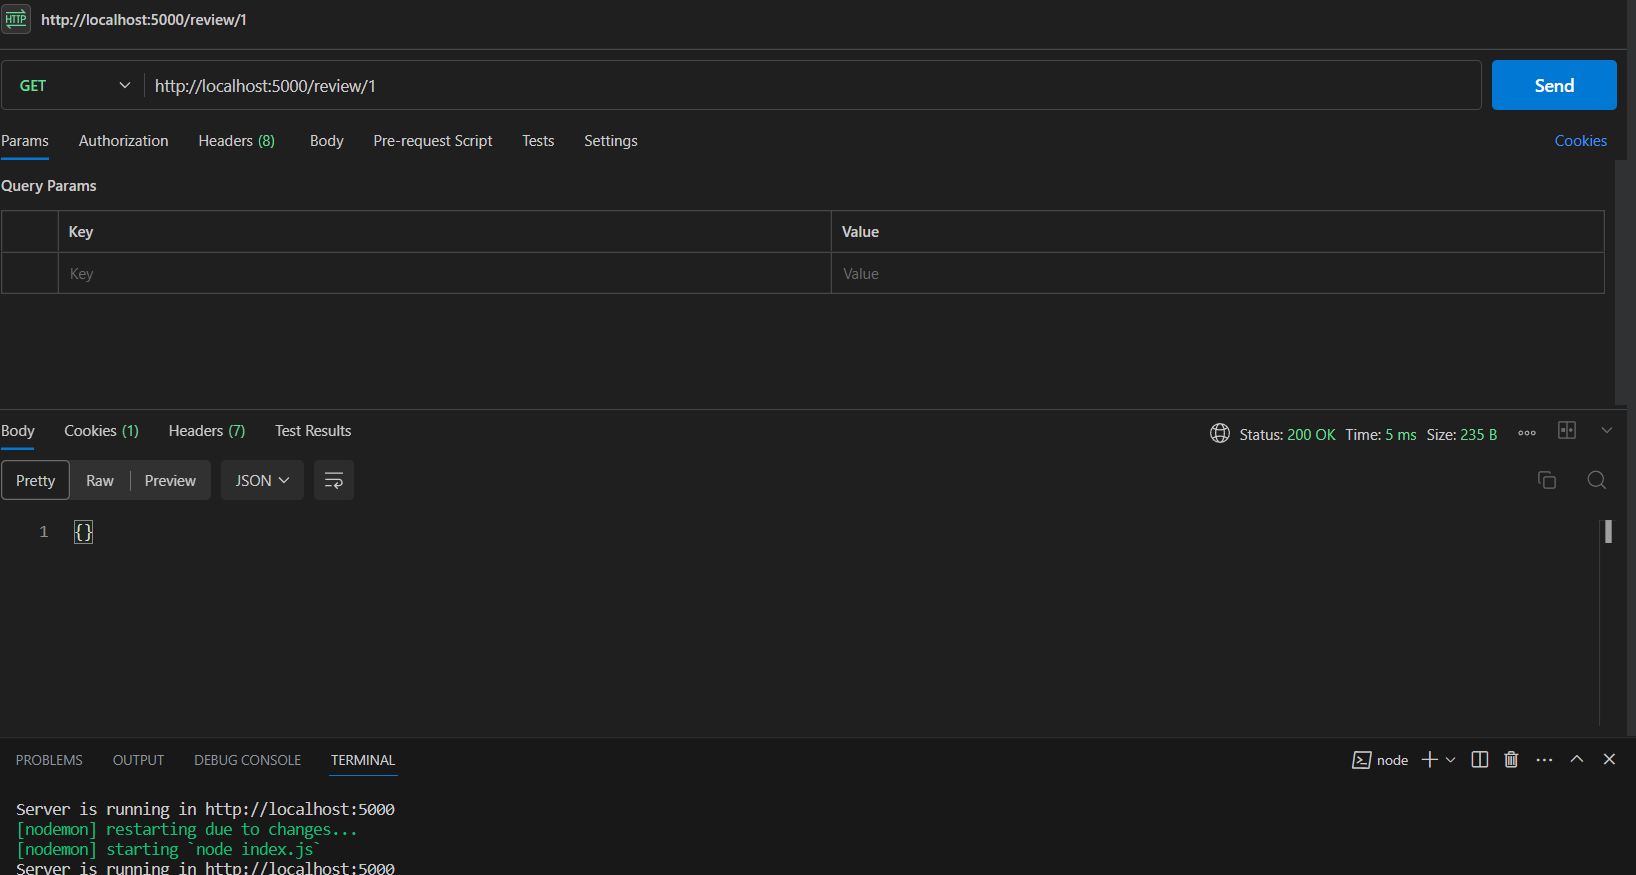 HTTP http://localhost:5000/review/1
GET http://localhost:5000/review/1 Send
Params Authorization Headers (8) Body Pre-request Script Tests Settings Cookies
Query Params
Key Value
Key Value
Body Cookies (1) Headers (7) Test Results Status: 200 OK Time: 5 ms Size: 235 B
Pretty Raw Preview JSON
1 {}
PROBLEMS OUTPUT DEBUG CONSOLE TERMINAL node
Server is running in http://localhost:5000
[nodemon] restarting due to changes...
[nodemon] starting `node index.js`
Server is running in http://localhost:5000